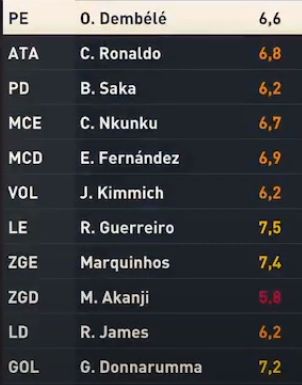 PE O. Dembélé 6,6
ATA C. Ronaldo 6,8
PD B. Saka 6,2
MCE C. Nkunku 6,7
MCD E. Fernández 6,9
VOL J. Kimmich 6,2
LE R. Guerreiro 7,5
ZGE Marquinhos 7,4
ZGD M. Akanji 5,8
LD R. James 6,2
GOL G. Donnarumma 7,2